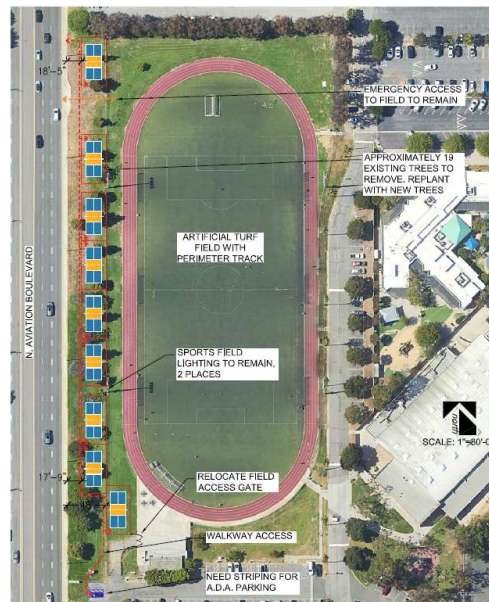 18'-5"
EMERGENCY ACCESS
TO FIELD TO REMAIN
APPROXIMATELY 19
EXISTING TREES TO
REMOVE. REPLANT
WITH NEW TREES
ARTIFICIAL TURF
FIELD WITH
PERIMETER TRACK
N. AVIATION BOULEVARD
SPORTS FIELD
LIGHTING TO REMAIN,
2 PLACES
north
SCALE: 1"=80'-0
17'-9"
RELOCATE FIELD
ACCESS GATE
WALKWAY ACCESS
NEED STRIPING FOR
A.D.A. PARKING